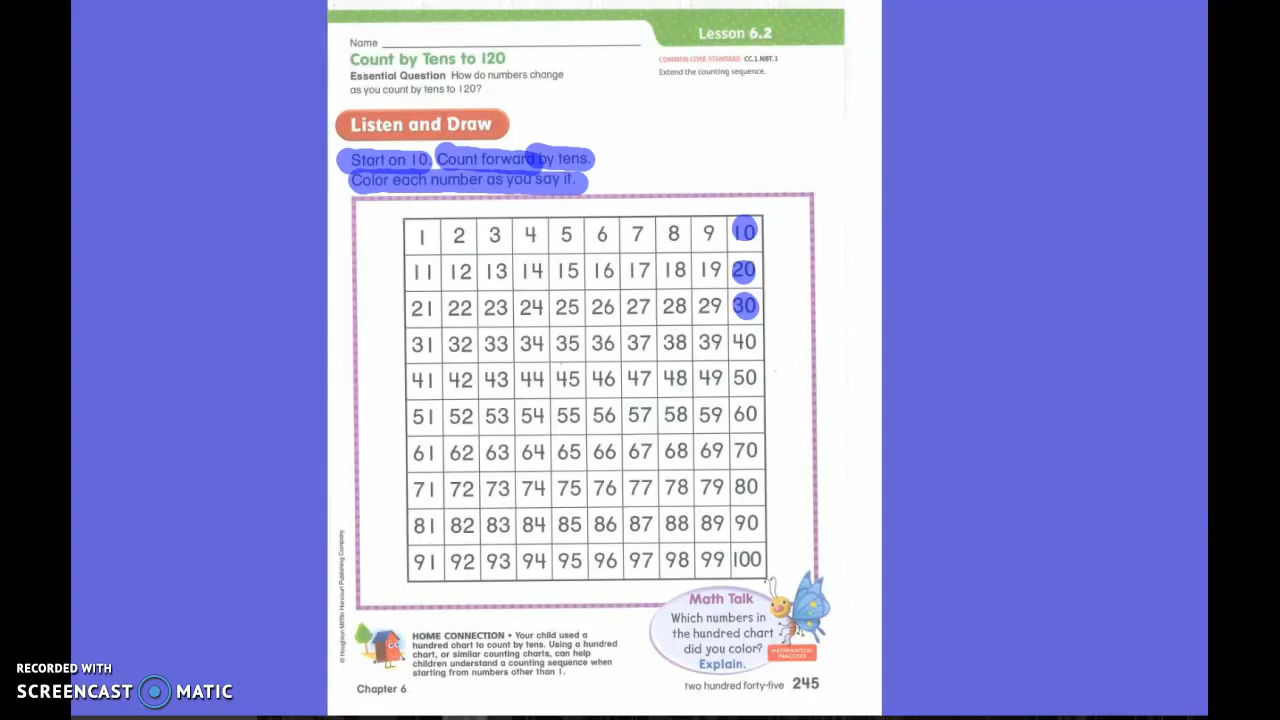 Lesson 6.2
Name
Count by Tens to 120
Essential Question How do numbers change
as you count by tens to 120?
COMMON CORE STANDARD CC.1.NBT.1
Extend the counting sequence.
Listen and Draw
Start on 10. Count forward by tens.
Color each number as you say it.
1 2 3 4 5 6 7 8 9 10
11 12 13 14 15 16 17 18 19 20
21 22 23 24 25 26 27 28 29 30
31 32 33 34 35 36 37 38 39 40
41 42 43 44 45 46 47 48 49 50
51 52 53 54 55 56 57 58 59 60
61 62 63 64 65 66 67 68 69 70
71 72 73 74 75 76 77 78 79 80
81 82 83 84 85 86 87 88 89 90
91 92 93 94 95 96 97 98 99 100
Math Talk
Which numbers in
the hundred chart
did you color?
Explain.
MATHEMATICAL
PRACTICES
HOME CONNECTION • Your child used a
hundred chart to count by tens. Using a hundred
chart, or similar counting charts, can help
children understand a counting sequence when
starting from numbers other than 1.
© Houghton Mifflin Harcourt Publishing Company
Chapter 6
two hundred forty-five 245
RECORDED WITH
SCREENCAST MATIC